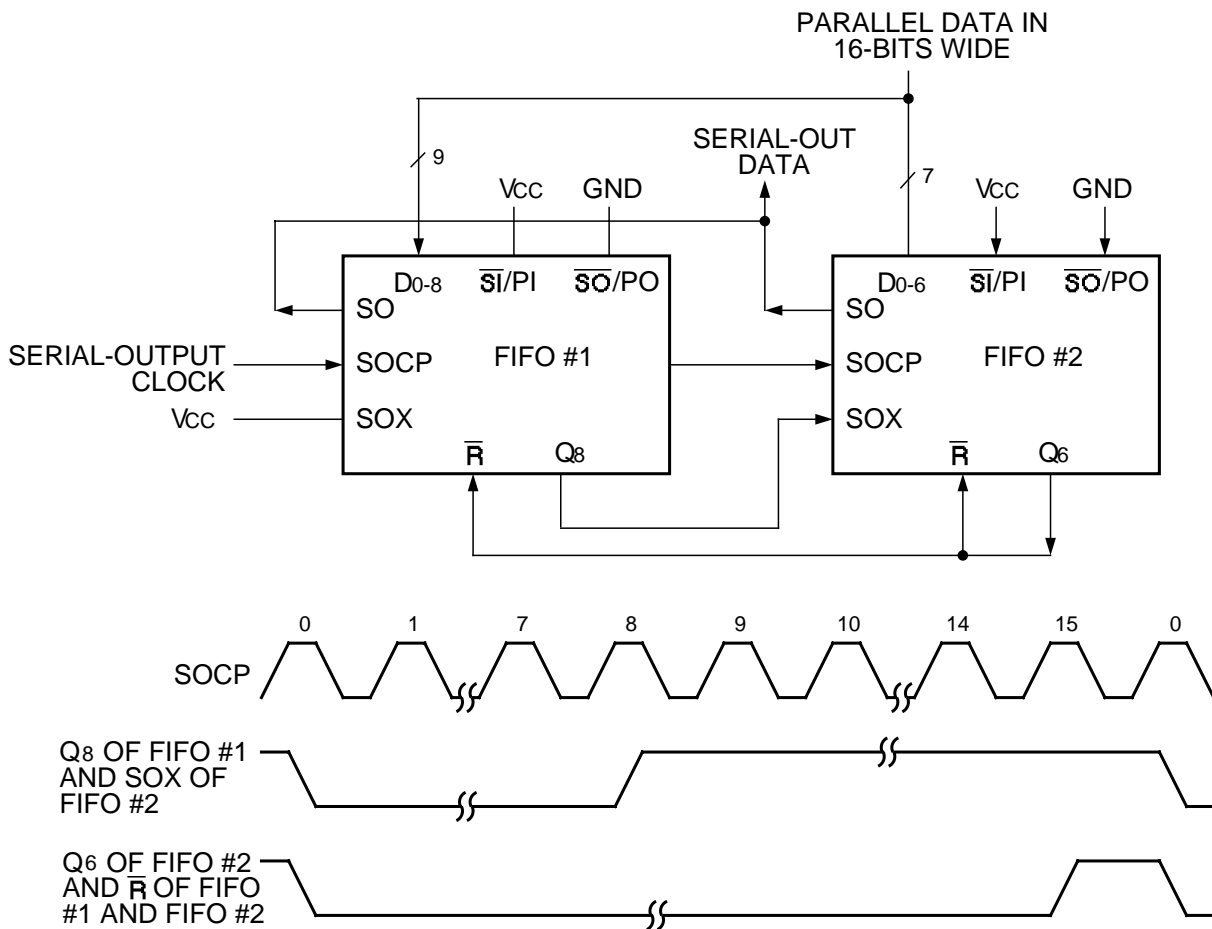 PARALLEL DATA IN
16-BITS WIDE
SERIAL-OUT
DATA
9
7
VCC
GND
VCC
GND
D0-8
SI/PI
SO/PO
D0-6
SI/PI
SO/PO
SO
SO
SERIAL-OUTPUT
CLOCK
SOCP
FIFO #1
SOCP
FIFO #2
VCC
SOX
SOX
R
Q8
R
Q6
0
1
7
8
9
10
14
15
0
SOCP
Q8 OF FIFO #1
AND SOX OF
FIFO #2
Q6 OF FIFO #2
AND R OF FIFO
#1 AND FIFO #2